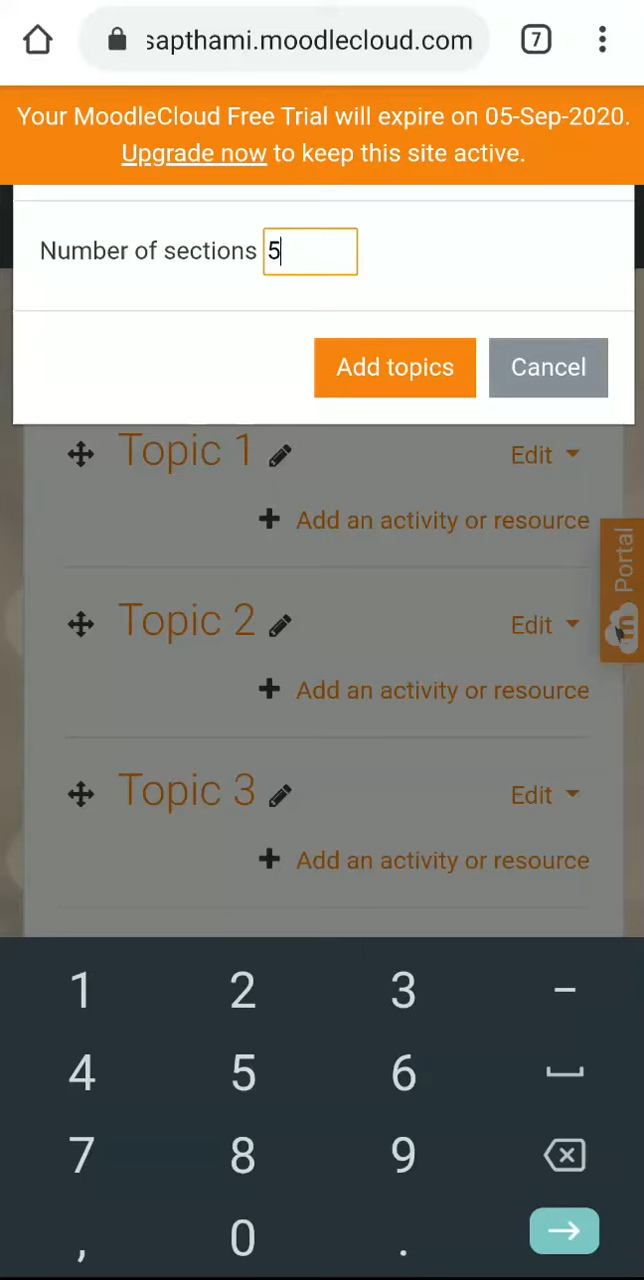 sapthami.moodlecloud.com
7
Your MoodleCloud Free Trial will expire on 05-Sep-2020.
Upgrade now to keep this site active.
Number of sections 5
Add topics Cancel
Topic 1 Edit
Add an activity or resource
Portal
Topic 2 Edit
Add an activity or resource
Topic 3 Edit
Add an activity or resource
1 2 3 -
4 5 6
7 8 9
, 0 .